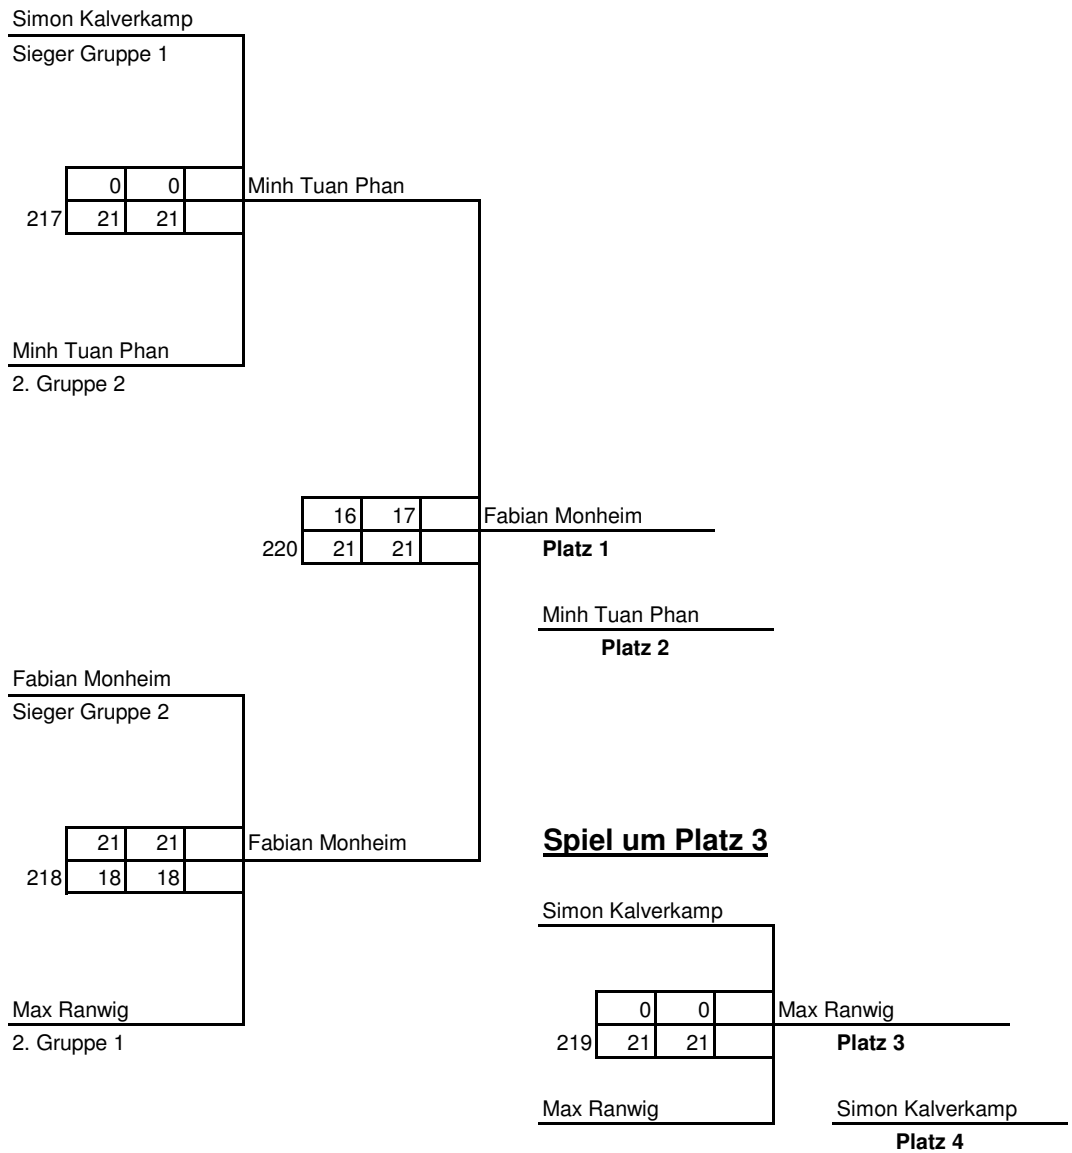 Simon Kalverkamp
Sieger Gruppe 1
0 0 Minh Tuan Phan
217 21 21
Minh Tuan Phan
2. Gruppe 2
16 17 Fabian Monheim
220 21 21 Platz 1
Minh Tuan Phan
Platz 2
Fabian Monheim
Sieger Gruppe 2
21 21 Fabian Monheim
218 18 18
Max Ranwig
2. Gruppe 1
Spiel um Platz 3
Simon Kalverkamp
0 0 Max Ranwig
219 21 21 Platz 3
Max Ranwig
Simon Kalverkamp
Platz 4